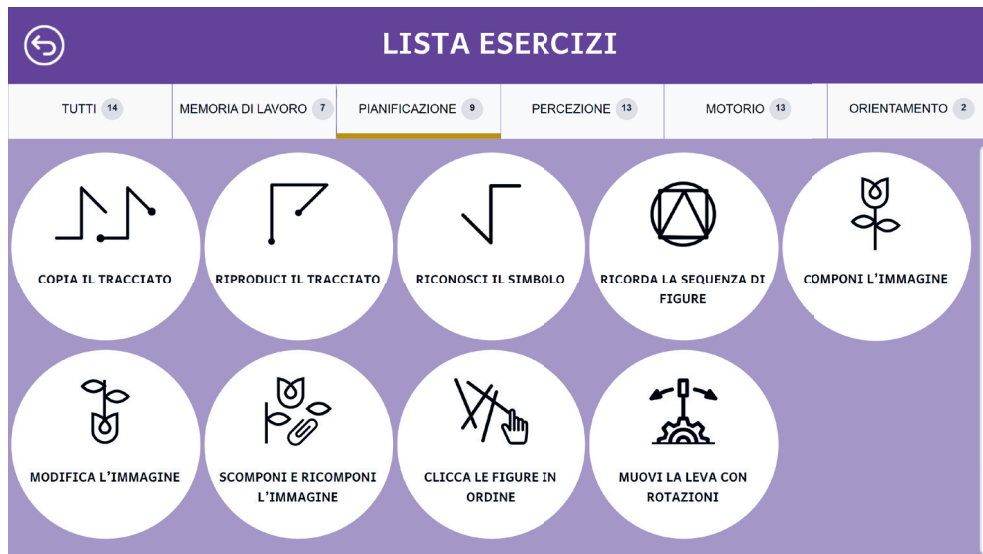 LISTA ESERCIZI
TUTTI 14
MEMORIA DI LAVORO 7
PIANIFICAZIONE 9
PERCEZIONE 13
MOTORIO 13
ORIENTAMENTO 2
COPIA IL TRACCIATO
RIPRODUCI IL TRACCIATO
RICONOSCI IL SIMBOLO
RICORDA LA SEQUENZA DI
FIGURE
COMPONI L'IMMAGINE
MODIFICA L'IMMAGINE
SCOMPONI E RICOMPONI
L'IMMAGINE
CLICCA LE FIGURE IN
ORDINE
MUOVI LA LEVA CON
ROTAZIONI